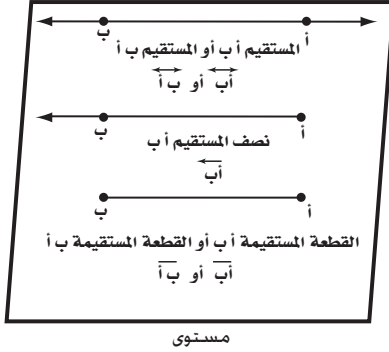 أ ب
المستقيم أ ب أو المستقيم ب أ
أب أو ب أ
أ ب
نصف المستقيم أ ب
أب
أ ب
القطعة المستقيمة أ ب أو القطعة المستقيمة ب أ
أب أو ب أ
مستوى